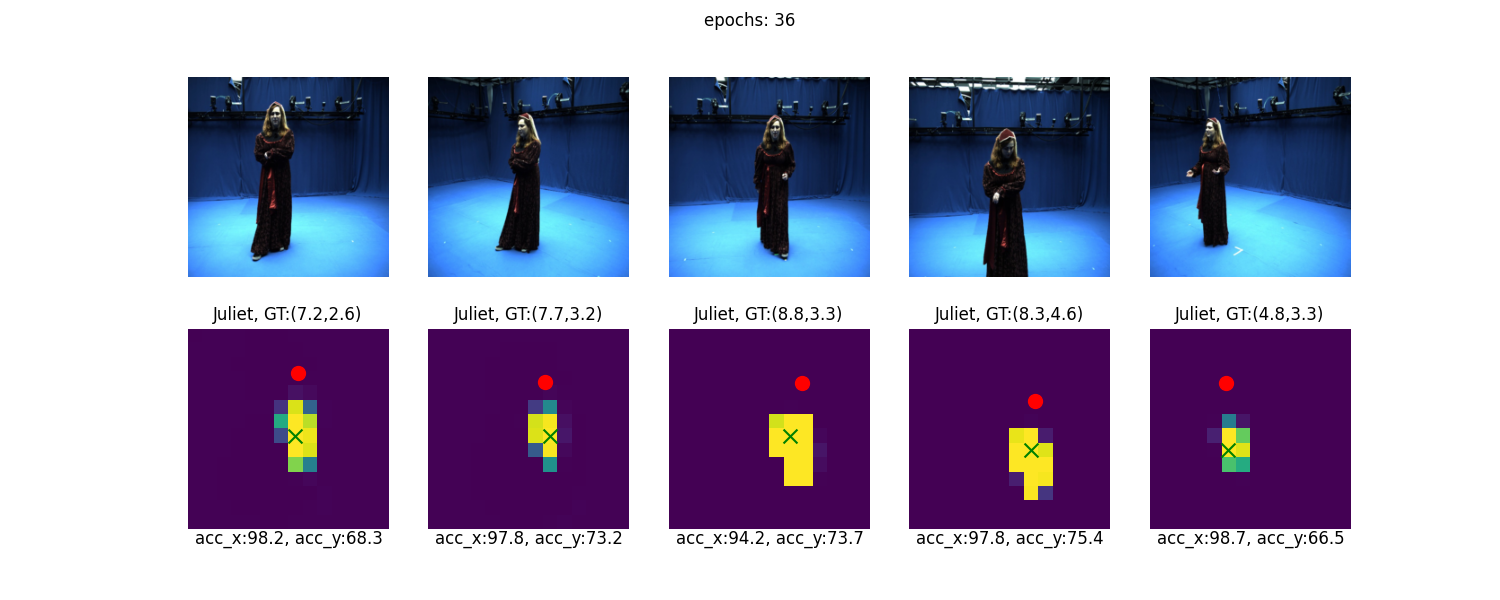 epochs: 36
Juliet, GT:(7.2,2.6)
Juliet, GT:(7.7,3.2)
Juliet, GT:(8.8,3.3)
Juliet, GT:(8.3,4.6)
Juliet, GT:(4.8,3.3)
acc_x:98.2, acc_y:68.3
acc_x:97.8, acc_y:73.2
acc_x:94.2, acc_y:73.7
acc_x:97.8, acc_y:75.4
acc_x:98.7, acc_y:66.5